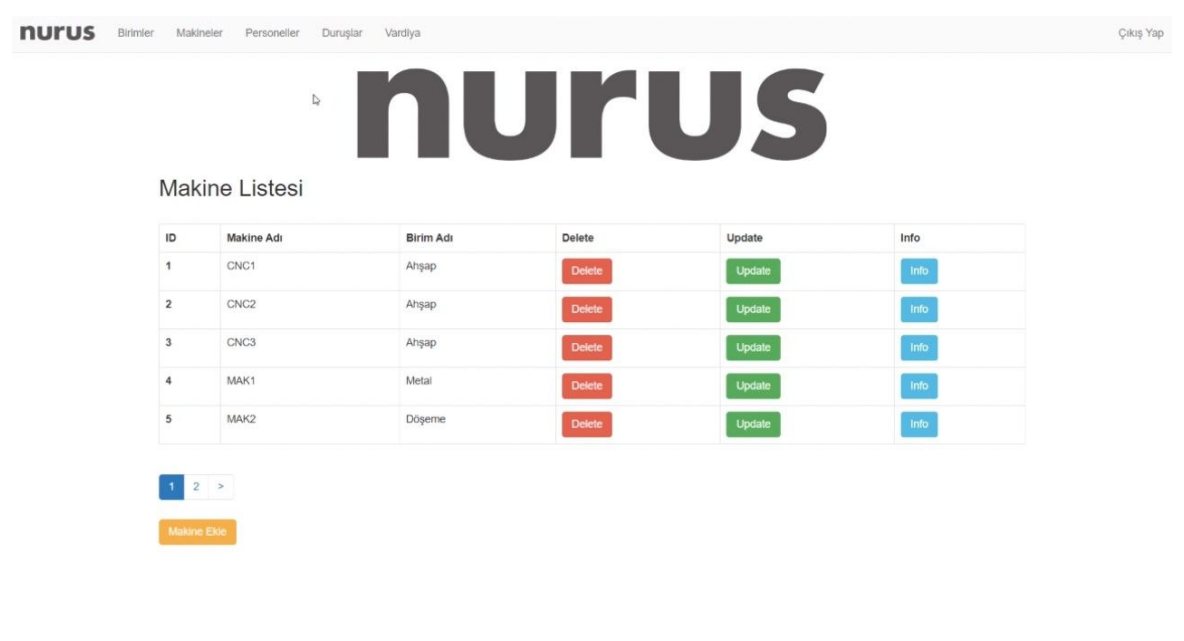 nurus Birimler Makineler Personeller Duruşlar Vardiya Çıkış Yap
nurus
Makine Listesi
ID Makine Adı Birim Adı Delete Update Info
1 CNC1 Ahşap Delete Update Info
2 CNC2 Ahşap Delete Update Info
3 CNC3 Ahşap Delete Update Info
4 MAK1 Metal Delete Update Info
5 MAK2 Döşeme Delete Update Info
1 2 >
Makine Ekle